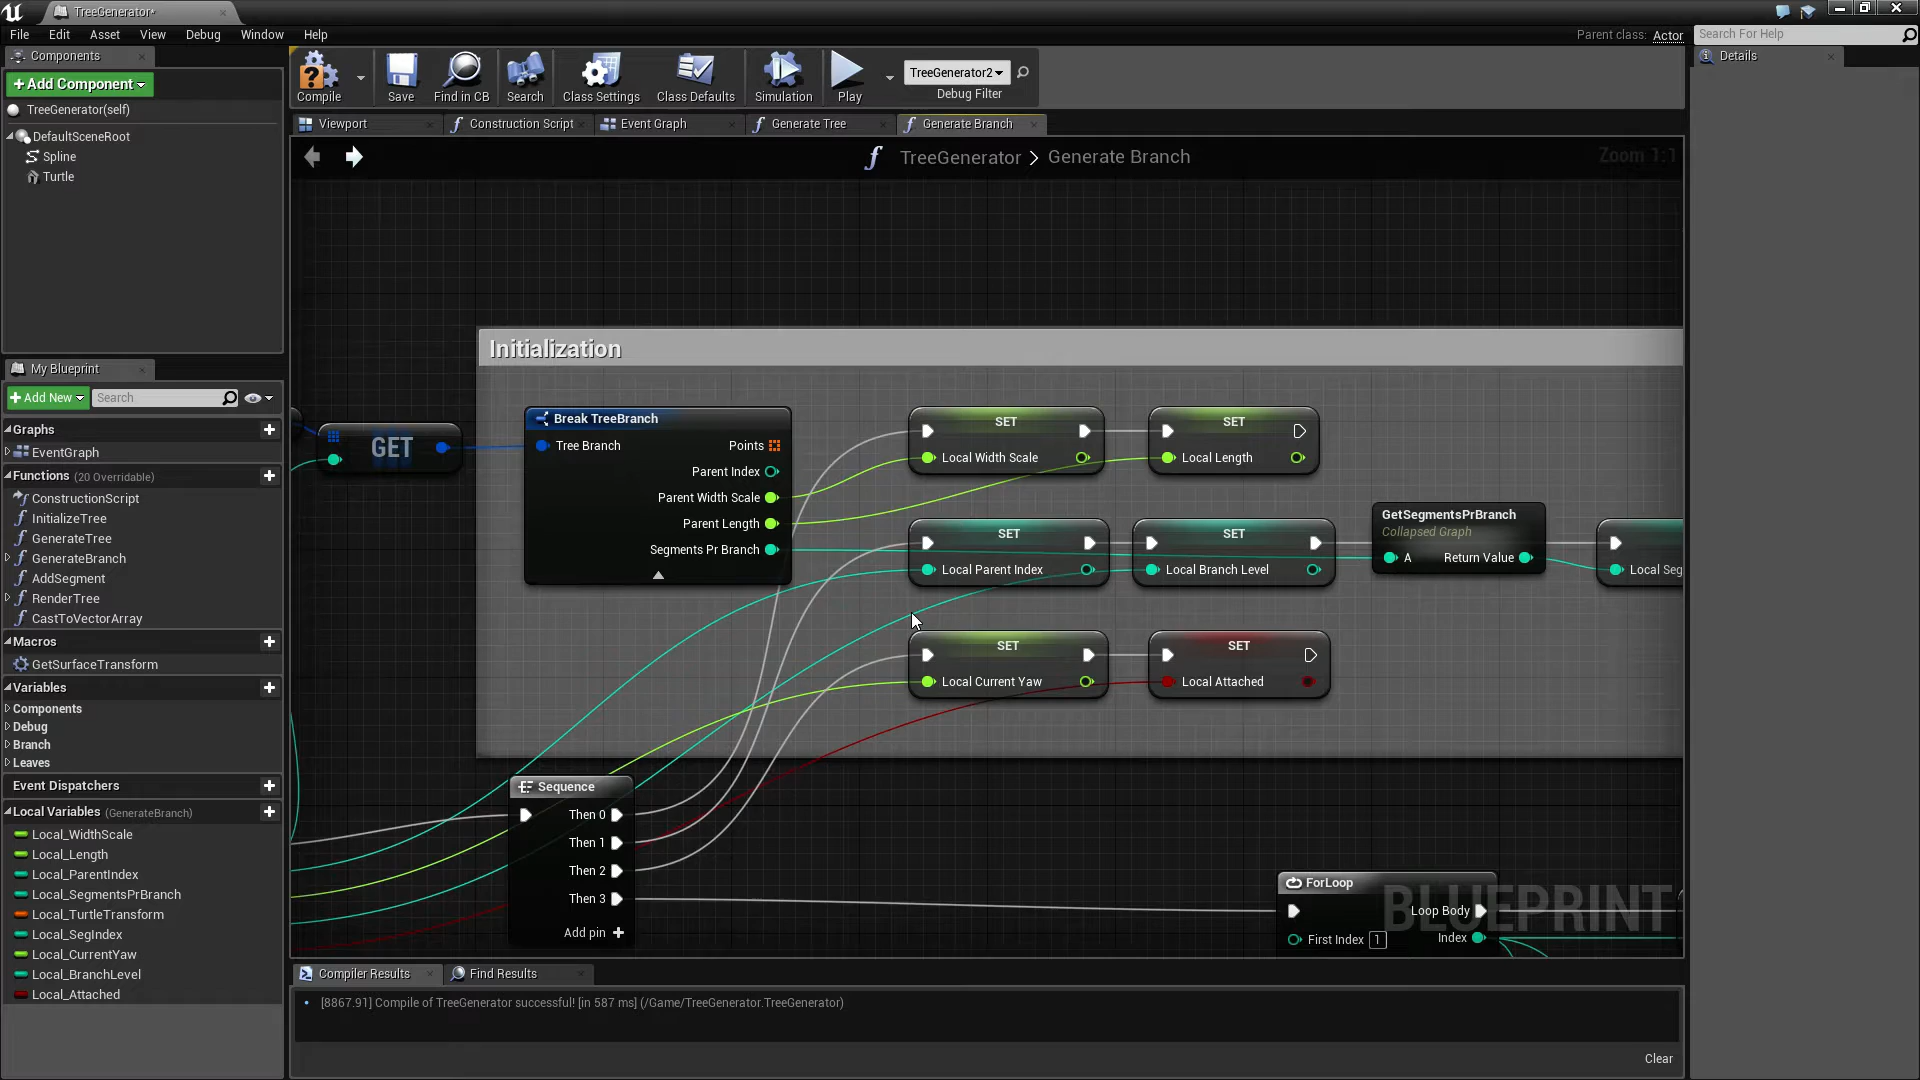 TreeGenerator*
File Edit Asset View Debug Window Help
Parent class: Actor
Search For Help
Components
Details
+Add Component
TreeGenerator(self)
DefaultSceneRoot
Spline
Turtle
Compile
Save
Find in CB
Search
Class Settings
Class Defaults
Simulation
Play
TreeGenerator2
Debug Filter
Viewport
Construction Script
Event Graph
Generate Tree
Generate Branch
TreeGenerator > Generate Branch
Zoom 1:1
My Blueprint
+Add New
Search
Graphs
EventGraph
Functions (20 Overridable)
ConstructionScript
InitializeTree
GenerateTree
GenerateBranch
AddSegment
RenderTree
CastToVectorArray
Macros
GetSurfaceTransform
Variables
Components
Debug
Branch
Leaves
Event Dispatchers
Local Variables (GenerateBranch)
Local_WidthScale
Local_Length
Local_ParentIndex
Local_SegmentsPrBranch
Local_TurtleTransform
Local_SegIndex
Local_CurrentYaw
Local_BranchLevel
Local_Attached
Initialization
GET
Break TreeBranch
Tree Branch
Points
Parent Index
Parent Width Scale
Parent Length
Segments Pr Branch
SET
Local Width Scale
SET
Local Length
SET
Local Parent Index
SET
Local Branch Level
GetSegmentsPrBranch
Collapsed Graph
A
Return Value
Local Seg
SET
Local Current Yaw
SET
Local Attached
Sequence
Then 0
Then 1
Then 2
Then 3
Add pin +
ForLoop
Loop Body
First Index 1
Index
BLUEPRINT
Compiler Results
Find Results
[8867.91] Compile of TreeGenerator successful! [in 587 ms] (/Game/TreeGenerator.TreeGenerator)
Clear